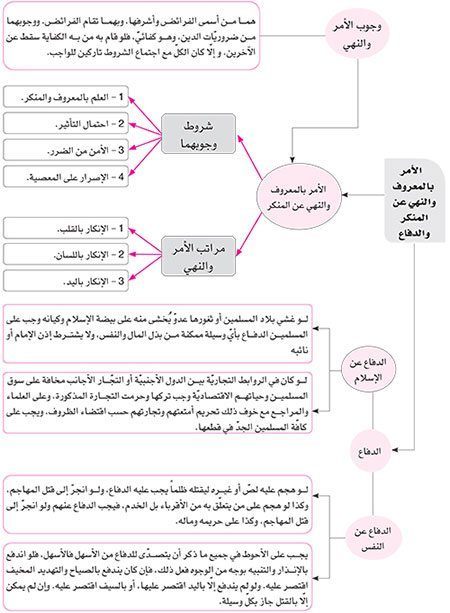 الأمر
بالمعروف
والنهي عن
المنكر
والدفاع
وجوب الأمر
والنهي
هما من أسمى الفرائض وأشرفها، وبهما تقام الفرائض، ووجوبهما
من ضروريّات الدين، وهو كفائيّ، فلو قام به من به الكفاية سقط عن
الآخرين، وإلّا كان الكلّ مع اجتماع الشروط تاركين للواجب.
الأمر بالمعروف
والنهي عن المنكر
شروط
وجوبهما
1 - العلم بالمعروف والمنكر.
2 - احتمال التأثير.
3 - الأمن من الضرر.
4 - الإصرار على المعصية.
مراتب الأمر
والنهي
1 - الإنكار بالقلب.
2 - الإنكار باللسان.
3 - الإنكار باليد.
الدفاع
الدفاع عن
الإسلام
لو غشي بلاد المسلمين أو ثغورها عدوّ يُخشى منه على بيضة الإسلام وكيانه وجب على
المسلمين الدفاع بأيّ وسيلة ممكنة من بذل المال والنفس، ولا يشترط إذن الإمام أو
نائبه
لو كان في الروابط التجاريّة بين الدول الأجنبيّة أو التجّار الأجانب مخافة على سوق
المسلمين وحياتهم الاقتصاديّة وجب تركها وحرمت التجارة المذكورة، وعلى العلماء
والمراجع مع خوف ذلك تحريم أمتعتهم وتجارتهم حسب اقتضاء الظروف، ويجب على
كافّة المسلمين الجدّ في قطعها.
الدفاع عن
النفس
لو هجم عليه لصّ أو غيره ليقتله ظلماً يجب عليه الدفاع، ولو انجرّ إلى قتل المهاجم،
وكذا لو هجم على من يتعلّق به من الأقرباء بل الخدم، فيجب الدفاع عنهم ولو انجرّ إلى
قتل المهاجم، وكذا على حريمه وماله.
يجب على الأحوط في جميع ما ذكر أن يتصدّى للدفاع من الأسهل فالأسهل، فلو اندفع
بالإنذار والتنبيه بوجه من الوجوه فعل ذلك، فإن كان يندفع بالصياح والتهديد المخيف
اقتصر عليه، ولو لم يندفع إلّا باليد اقتصر عليها، أو بالسيف اقتصر عليه، وإن لم يمكن
إلّا بالقتل جاز بكلّ وسيلة.